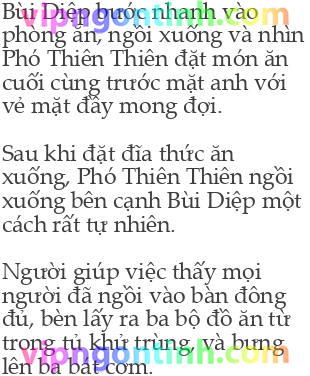 Bùi Diệp bước nhanh vào
phòng ăn, ngồi xuống và nhìn
Phó Thiên Thiên đặt món ăn
cuối cùng trước mặt anh với
vẻ mặt đầy mong đợi.
Sau khi đặt đĩa thức ăn
xuống, Phó Thiên Thiên ngồi
xuống bên cạnh Bùi Diệp một
cách rất tự nhiên.
Người giúp việc thấy mọi
người đã ngồi vào bàn đông
đủ, bèn lấy ra ba bộ đồ ăn từ
trong tủ khử trùng, và bưng
lên ba bát cơm.
vipngontinh.com
vipngontinh.com